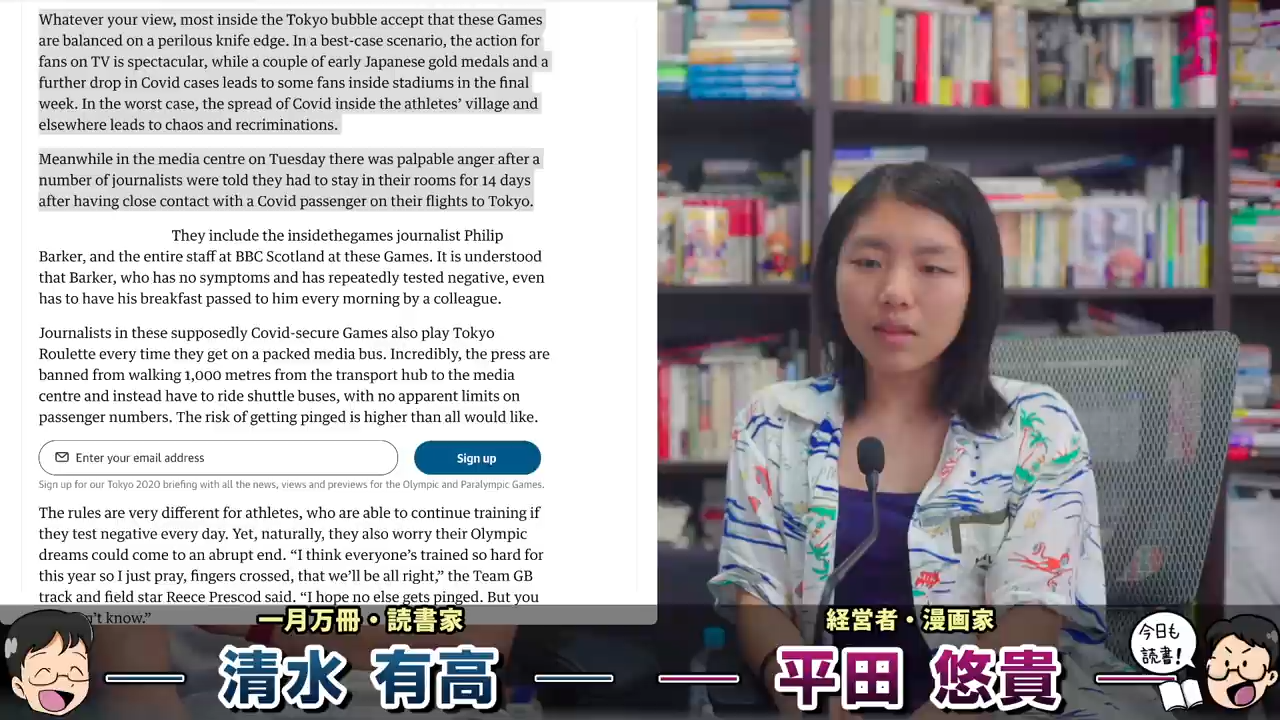 Whatever your view, most inside the Tokyo bubble accept that these Games
are balanced on a perilous knife edge. In a best-case scenario, the action for
fans on TV is spectacular, while a couple of early Japanese gold medals and a
further drop in Covid cases leads to some fans inside stadiums in the final
week. In the worst case, the spread of Covid inside the athletes’ village and
elsewhere leads to chaos and recriminations.
Meanwhile in the media centre on Tuesday there was palpable anger after a
number of journalists were told they had to stay in their rooms for 14 days
after having close contact with a Covid passenger on their flights to Tokyo.
They include the insidethegames journalist Philip
Barker, and the entire staff at BBC Scotland at these Games. It is understood
that Barker, who has no symptoms and has repeatedly tested negative, even
has to have his breakfast passed to him every morning by a colleague.
Journalists in these supposedly Covid-secure Games also play Tokyo
Roulette every time they get on a packed media bus. Incredibly, the press are
banned from walking 1,000 metres from the transport hub to the media
centre and instead have to ride shuttle buses, with no apparent limits on
passenger numbers. The risk of getting pinged is higher than all would like.
Enter your email address
Sign up
Sign up for our Tokyo 2020 briefing with all the news, views and previews for the Olympic and Paralympic Games.
The rules are very different for athletes, who are able to continue training if
they test negative every day. Yet, naturally, they also worry their Olympic
dreams could come to an abrupt end. “I think everyone’s trained so hard for
this year so I just pray, fingers crossed, that we’ll be all right,” the Team GB
track and field star Reece Prescod said. “I hope no else gets pinged. But you
know.”
一月万冊・読書家
清水 有高
経営者・漫画家
平田 悠貴
今日も
読書!